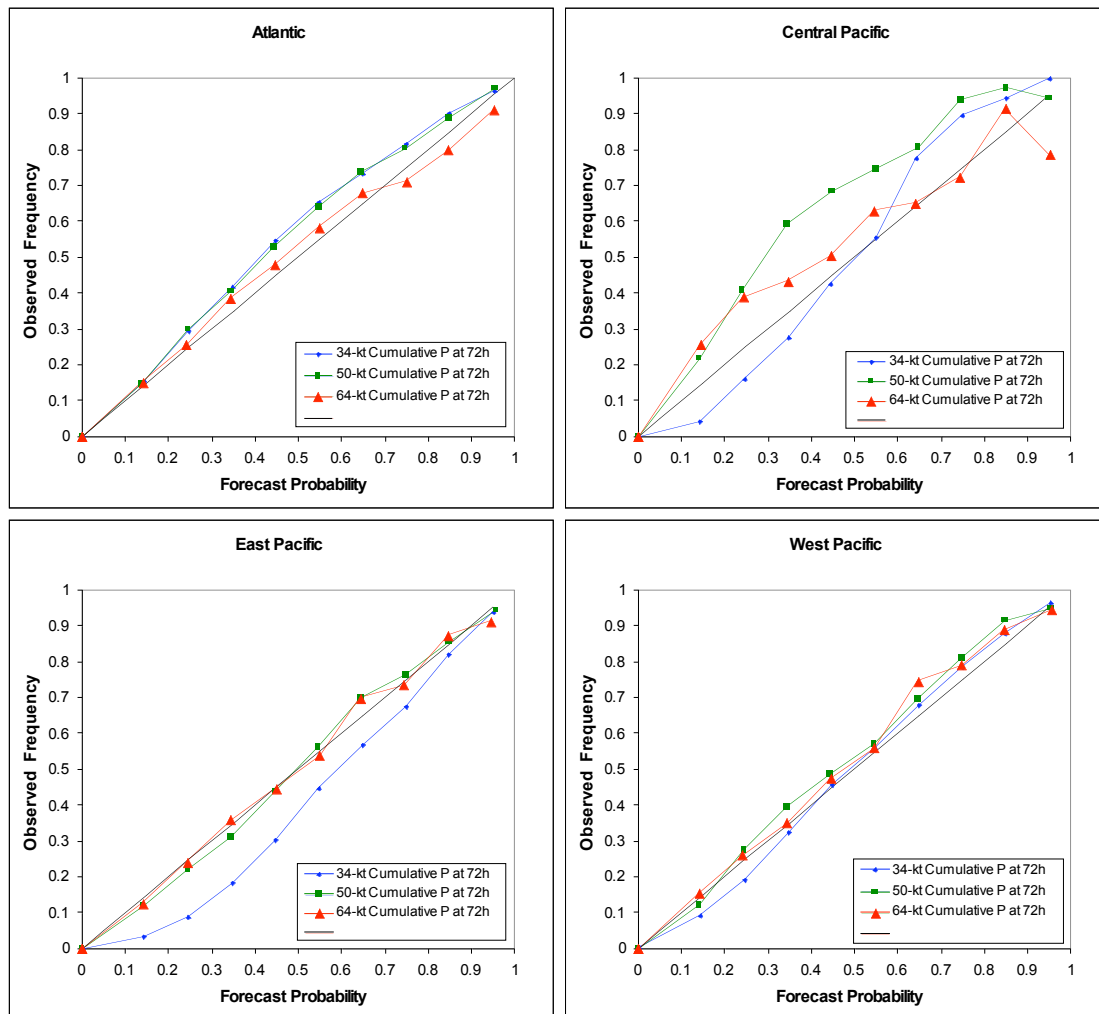 Atlantic
Observed Frequency
1
0.9
0.8
0.7
0.6
0.5
0.4
0.3
0.2
0.1
0
0 0.1 0.2 0.3 0.4 0.5 0.6 0.7 0.8 0.9 1
Forecast Probability
34-kt Cumulative P at 72h
50-kt Cumulative P at 72h
64-kt Cumulative P at 72h
Central Pacific
Observed Frequency
1
0.9
0.8
0.7
0.6
0.5
0.4
0.3
0.2
0.1
0
0 0.1 0.2 0.3 0.4 0.5 0.6 0.7 0.8 0.9 1
Forecast Probability
34-kt Cumulative P at 72h
50-kt Cumulative P at 72h
64-kt Cumulative P at 72h
East Pacific
Observed Frequency
1
0.9
0.8
0.7
0.6
0.5
0.4
0.3
0.2
0.1
0
0 0.1 0.2 0.3 0.4 0.5 0.6 0.7 0.8 0.9 1
Forecast Probability
34-kt Cumulative P at 72h
50-kt Cumulative P at 72h
64-kt Cumulative P at 72h
West Pacific
Observed Frequency
1
0.9
0.8
0.7
0.6
0.5
0.4
0.3
0.2
0.1
0
0 0.1 0.2 0.3 0.4 0.5 0.6 0.7 0.8 0.9 1
Forecast Probability
34-kt Cumulative P at 72h
50-kt Cumulative P at 72h
64-kt Cumulative P at 72h